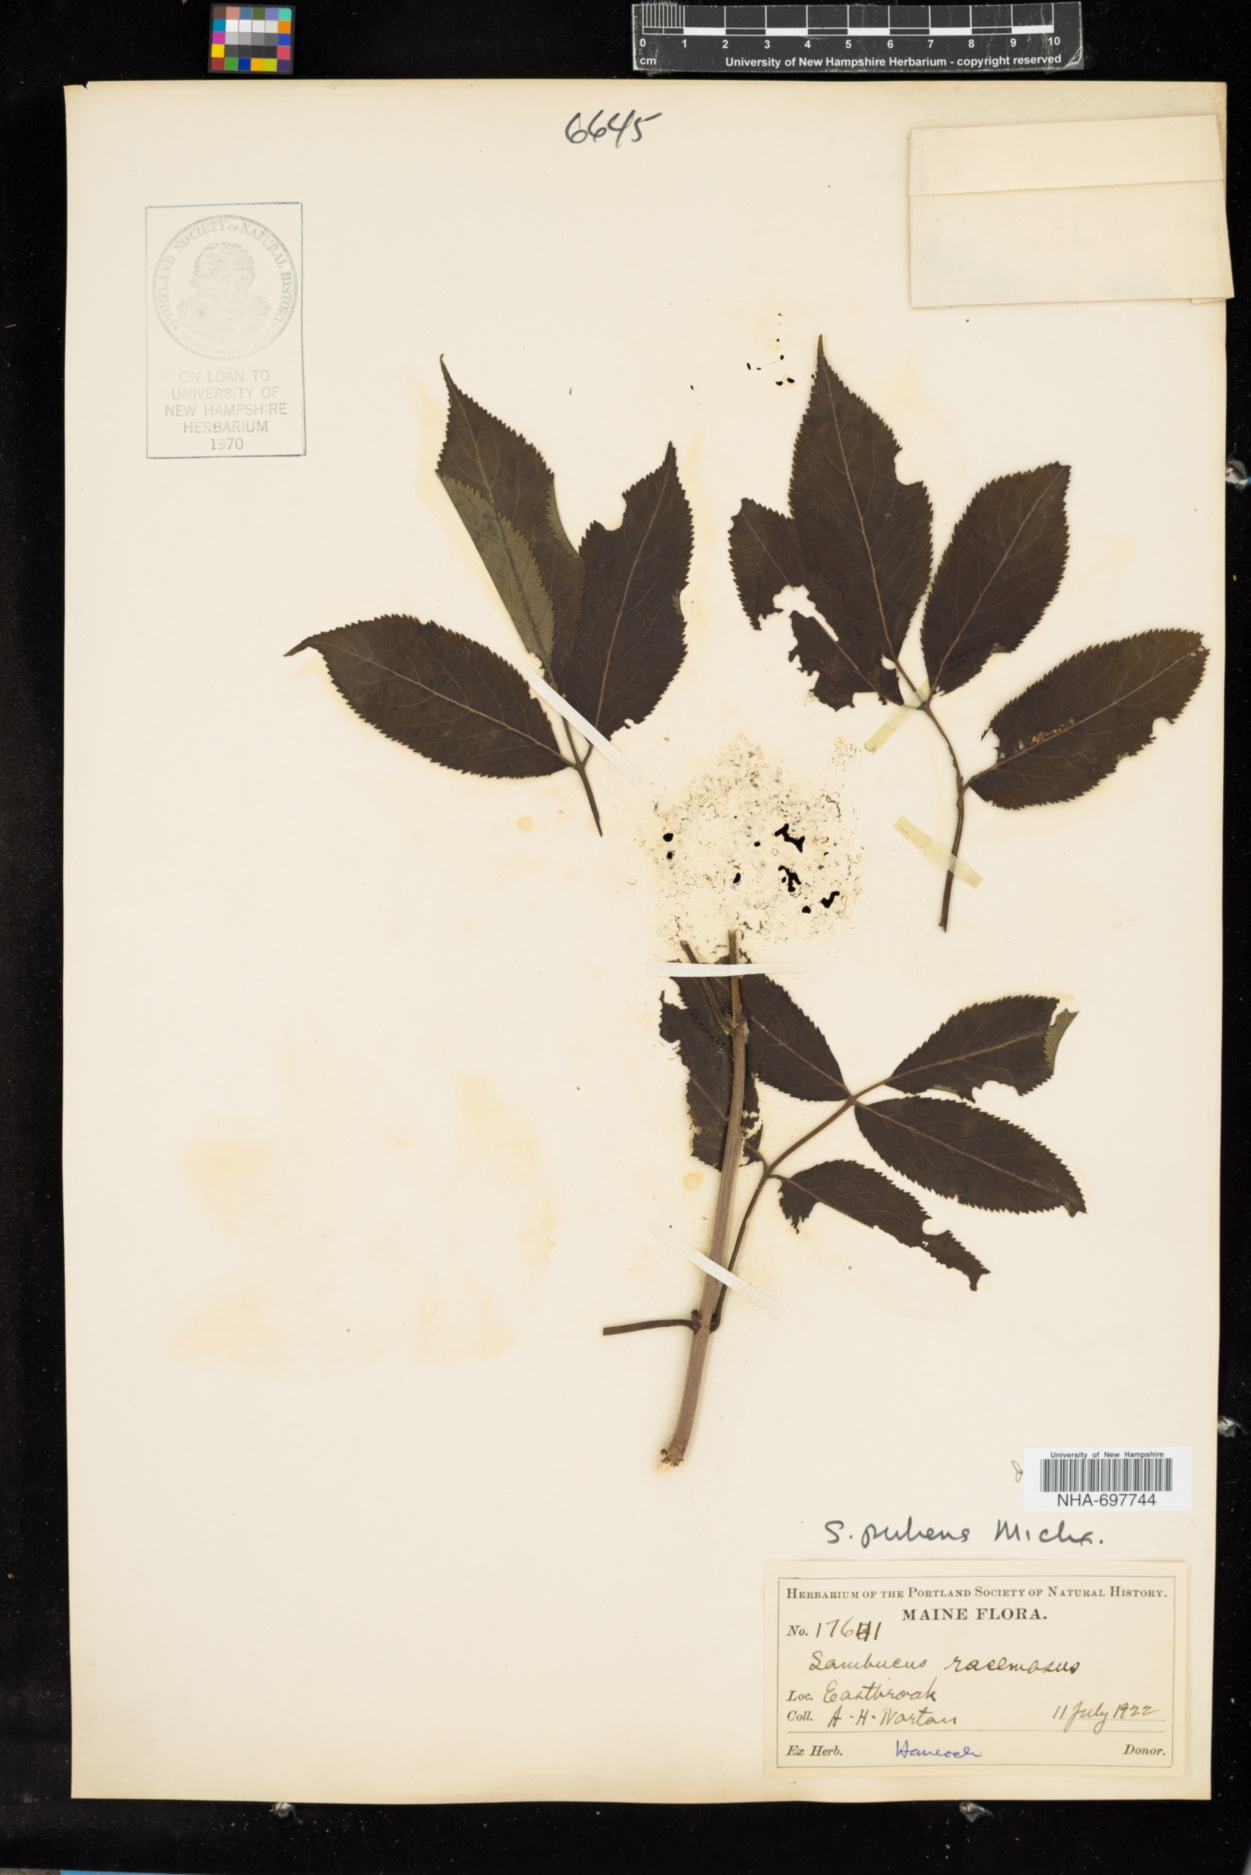 0 1 2 3 4 5 6 7 8 9 10
cm University of New Hampshire Herbarium - copyright reserved
6645
PORTLAND SOCIETY OF NATURAL HISTORY
ON LOAN TO
UNIVERSITY OF
NEW HAMPSHIRE
HERBARIUM
1970
University of New Hampshire
NHA-697744
S. pubens Michx.
HERBARIUM OF THE PORTLAND SOCIETY OF NATURAL HISTORY.
MAINE FLORA.
No. 17641
Sambucus racemosus
Loc. Eastbrook
Coll. A. H. Norton 11 July 1922
Ex Herb. Hancock Donor.